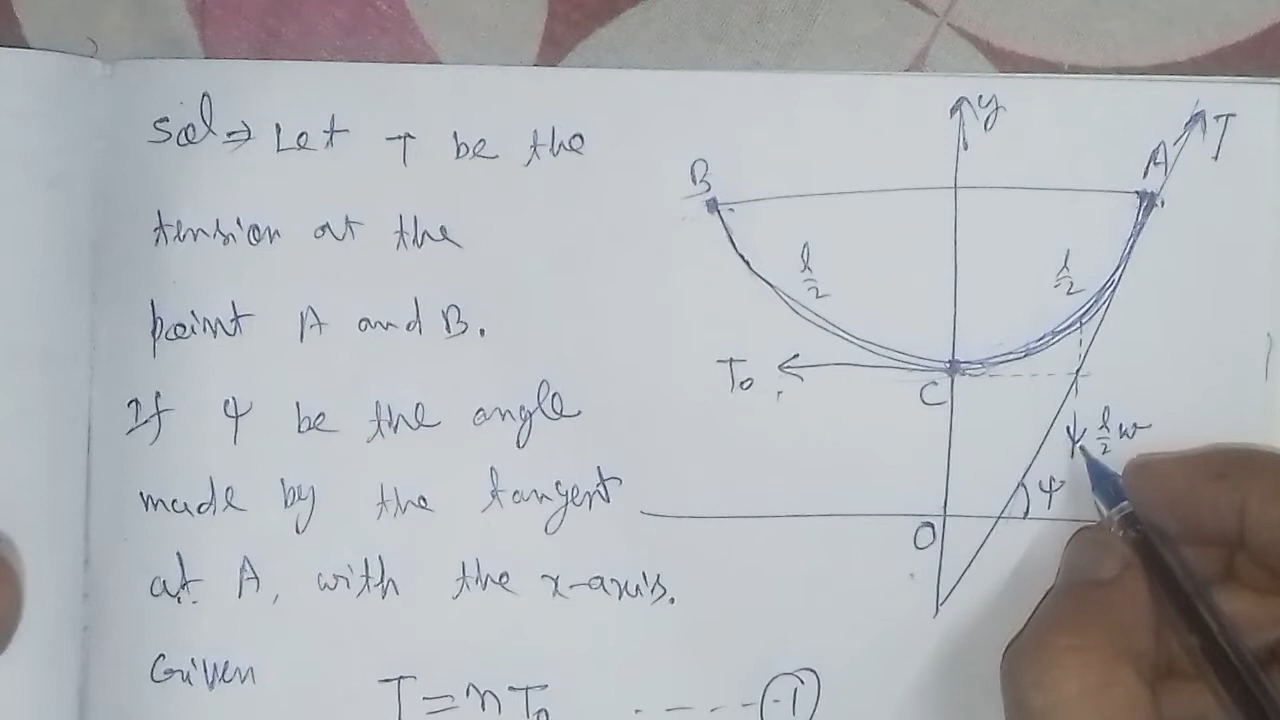 Sol ⇒ Let T be the
tension at the
point A and B.
If ψ be the angle
made by the tangent
at A, with the x-axis.
Given
T = nT₀ - - - - ①
y
T
A
B
l/2
l/2
T₀
C
l/2 w
ψ
O